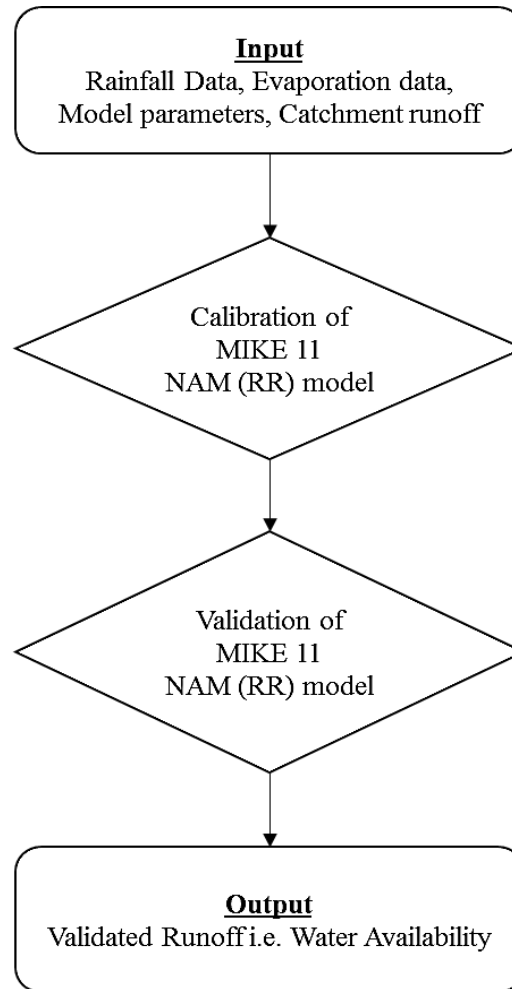 Input
Rainfall Data, Evaporation data,
Model parameters, Catchment runoff
Calibration of
MIKE 11
NAM (RR) model
Validation of
MIKE 11
NAM (RR) model
Output
Validated Runoff i.e. Water Availability